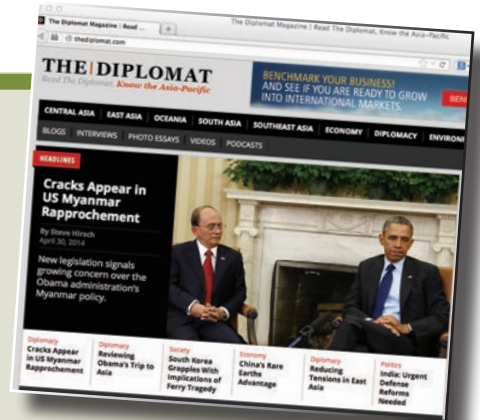 The Diplomat Magazine | Read ...
The Diplomat Magazine | Read The Diplomat, Know the Asia-Pacific
thediplomat.com
THE|DIPLOMAT
Read The Diplomat, Know the Asia-Pacific
BENCHMARK YOUR BUSINESS!
AND SEE IF YOU ARE READY TO GROW
INTO INTERNATIONAL MARKETS.
CENTRAL ASIA EAST ASIA OCEANIA SOUTH ASIA SOUTHEAST ASIA ECONOMY DIPLOMACY
BLOGS INTERVIEWS PHOTO ESSAYS VIDEOS PODCASTS
HEADLINES
Cracks Appear in
US Myanmar
Rapprochement
By Steve Hirsch
April 30, 2014
New legislation signals
growing concern over the
Obama administration's
Myanmar policy.
Diplomacy
Cracks Appear
in US Myanmar
Rapprochement
Diplomacy
Reviewing
Obama's Trip to
Asia
Society
South Korea
Grapples With
Implications of
Ferry Tragedy
Economy
China's Rare
Earths
Advantage
Diplomacy
Reducing
Tensions in East
Asia
Politics
India: Urgent
Defense
Reforms
Needed